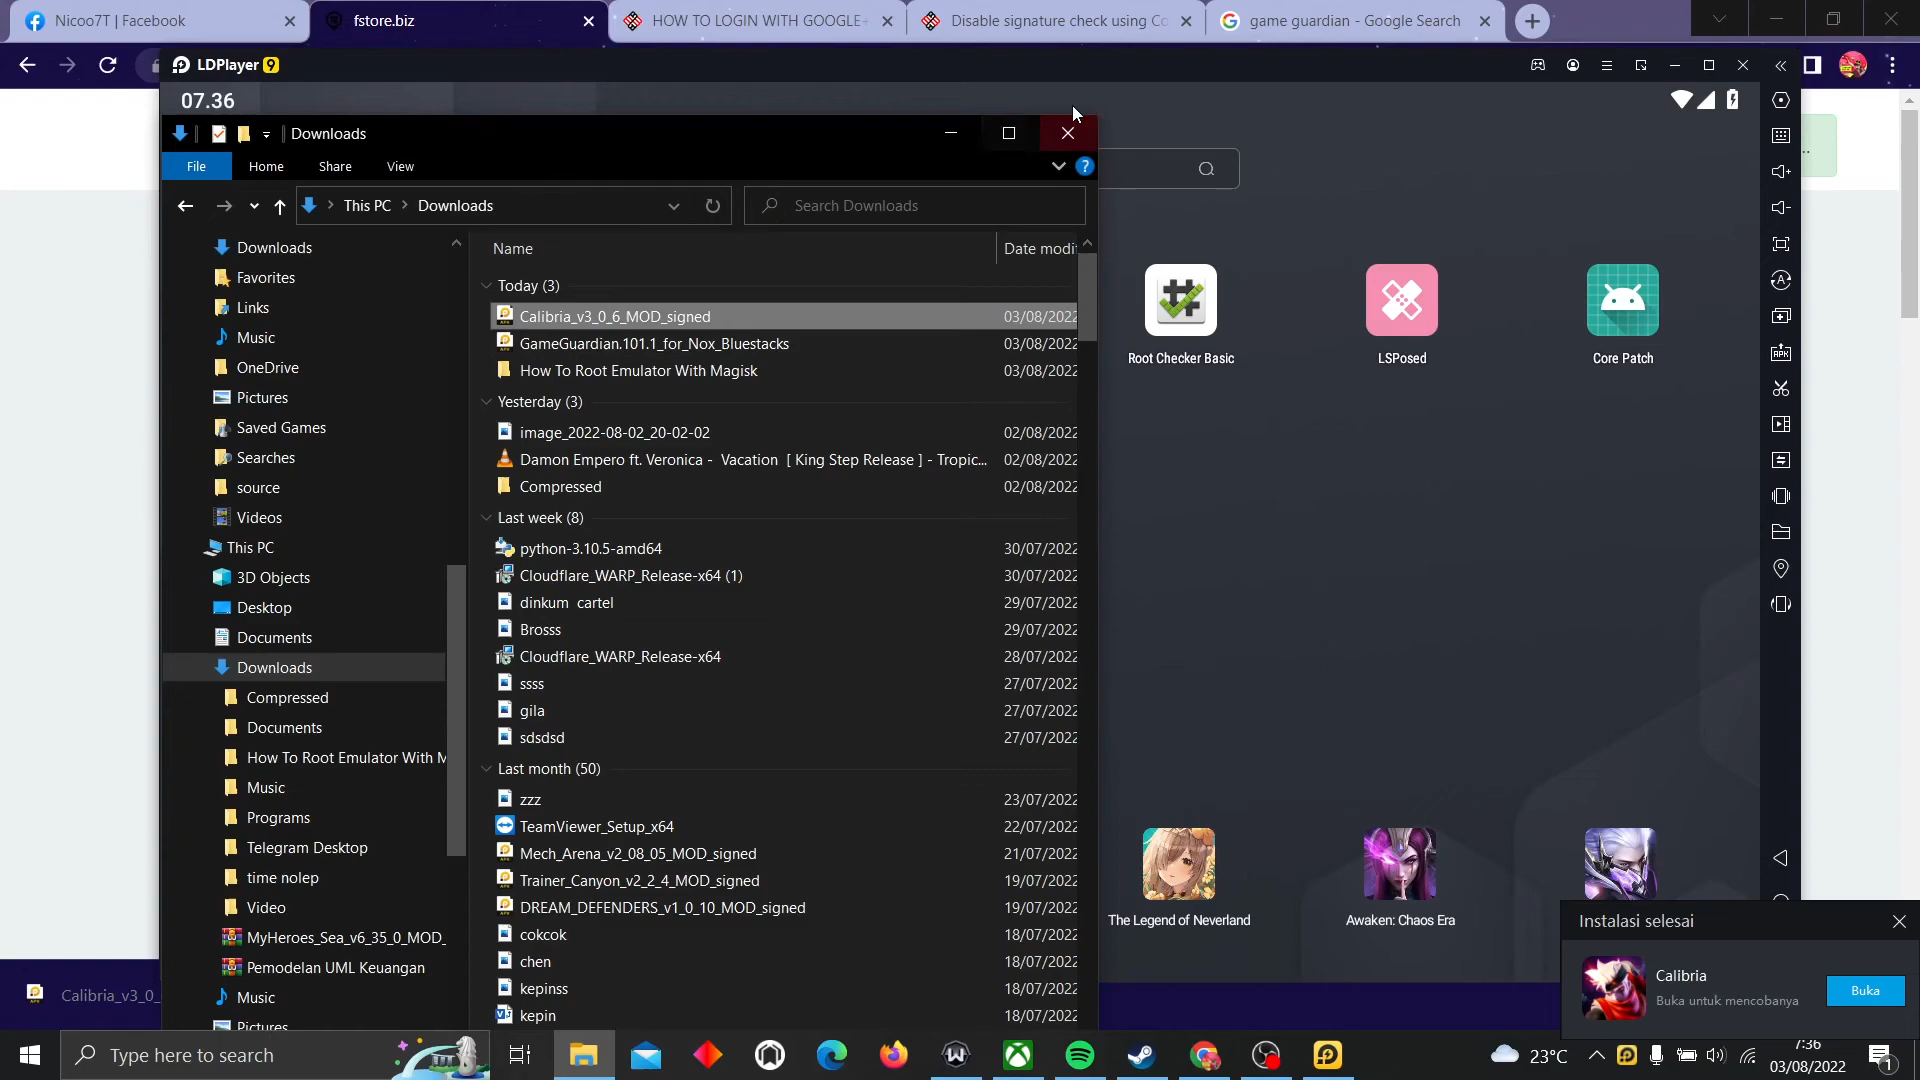 Nicoo7T | Facebook
fstore.biz
HOW TO LOGIN WITH GOOGLE+
Disable signature check using Co
game guardian - Google Search
LDPlayer 9
07.36
Downloads
File
Home
Share
View
This PC
Downloads
Search Downloads
Name
Date modif
Downloads
Favorites
Links
Music
OneDrive
Pictures
Saved Games
Searches
source
Videos
This PC
3D Objects
Desktop
Documents
Downloads
Compressed
Documents
How To Root Emulator With M
Music
Programs
Telegram Desktop
time nolep
Video
MyHeroes_Sea_v6_35_0_MOD_
Pemodelan UML Keuangan
Music
Pictures
Today (3)
Calibria_v3_0_6_MOD_signed 03/08/2022
GameGuardian.101.1_for_Nox_Bluestacks 03/08/2022
How To Root Emulator With Magisk 03/08/2022
Yesterday (3)
image_2022-08-02_20-02-02 02/08/2022
Damon Empero ft. Veronica - Vacation [ King Step Release ] - Tropic... 02/08/2022
Compressed 02/08/2022
Last week (8)
python-3.10.5-amd64 30/07/2022
Cloudflare_WARP_Release-x64 (1) 30/07/2022
dinkum cartel 29/07/2022
Brosss 29/07/2022
Cloudflare_WARP_Release-x64 28/07/2022
ssss 27/07/2022
gila 27/07/2022
sdsdsd 27/07/2022
Last month (50)
zzz 23/07/2022
TeamViewer_Setup_x64 22/07/2022
Mech_Arena_v2_08_05_MOD_signed 21/07/2022
Trainer_Canyon_v2_2_4_MOD_signed 19/07/2022
DREAM_DEFENDERS_v1_0_10_MOD_signed 19/07/2022
cokcok 18/07/2022
chen 18/07/2022
kepinss 18/07/2022
kepin 18/07/2022
Root Checker Basic
LSPosed
Core Patch
The Legend of Neverland
Awaken: Chaos Era
Instalasi selesai
Calibria
Buka untuk mencobanya
Buka
Calibria_v3_0_
Type here to search
23°C
7:36
03/08/2022
1